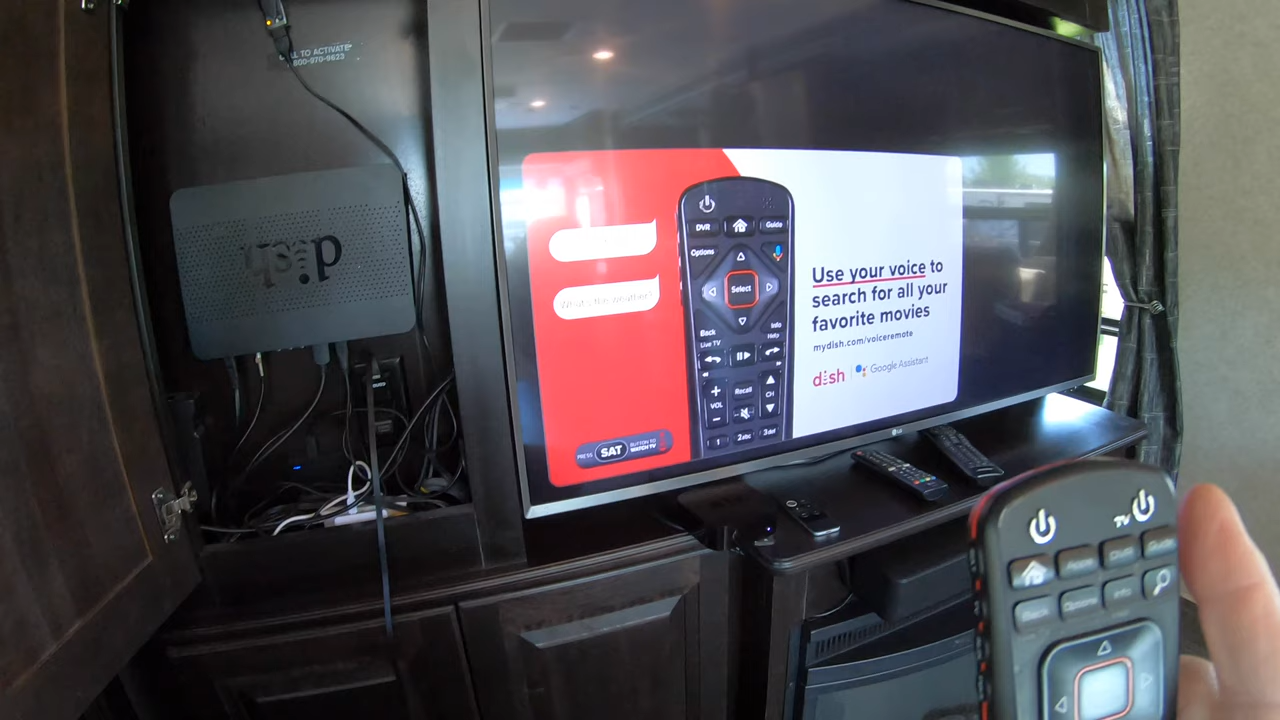 CALL TO ACTIVATE
800-970-9623
dish
What's the weather?
DVR
Guide
Options
Select
Back
Live TV
Info
Help
Recall
VOL
CH
1
2abc
3def
Use your voice to
search for all your
favorite movies
mydish.com/voiceremote
dish
Google Assistant
PRESS
SAT
BUTTON TO
WATCH TV
LG
TV
Guide
Back
Options
Info